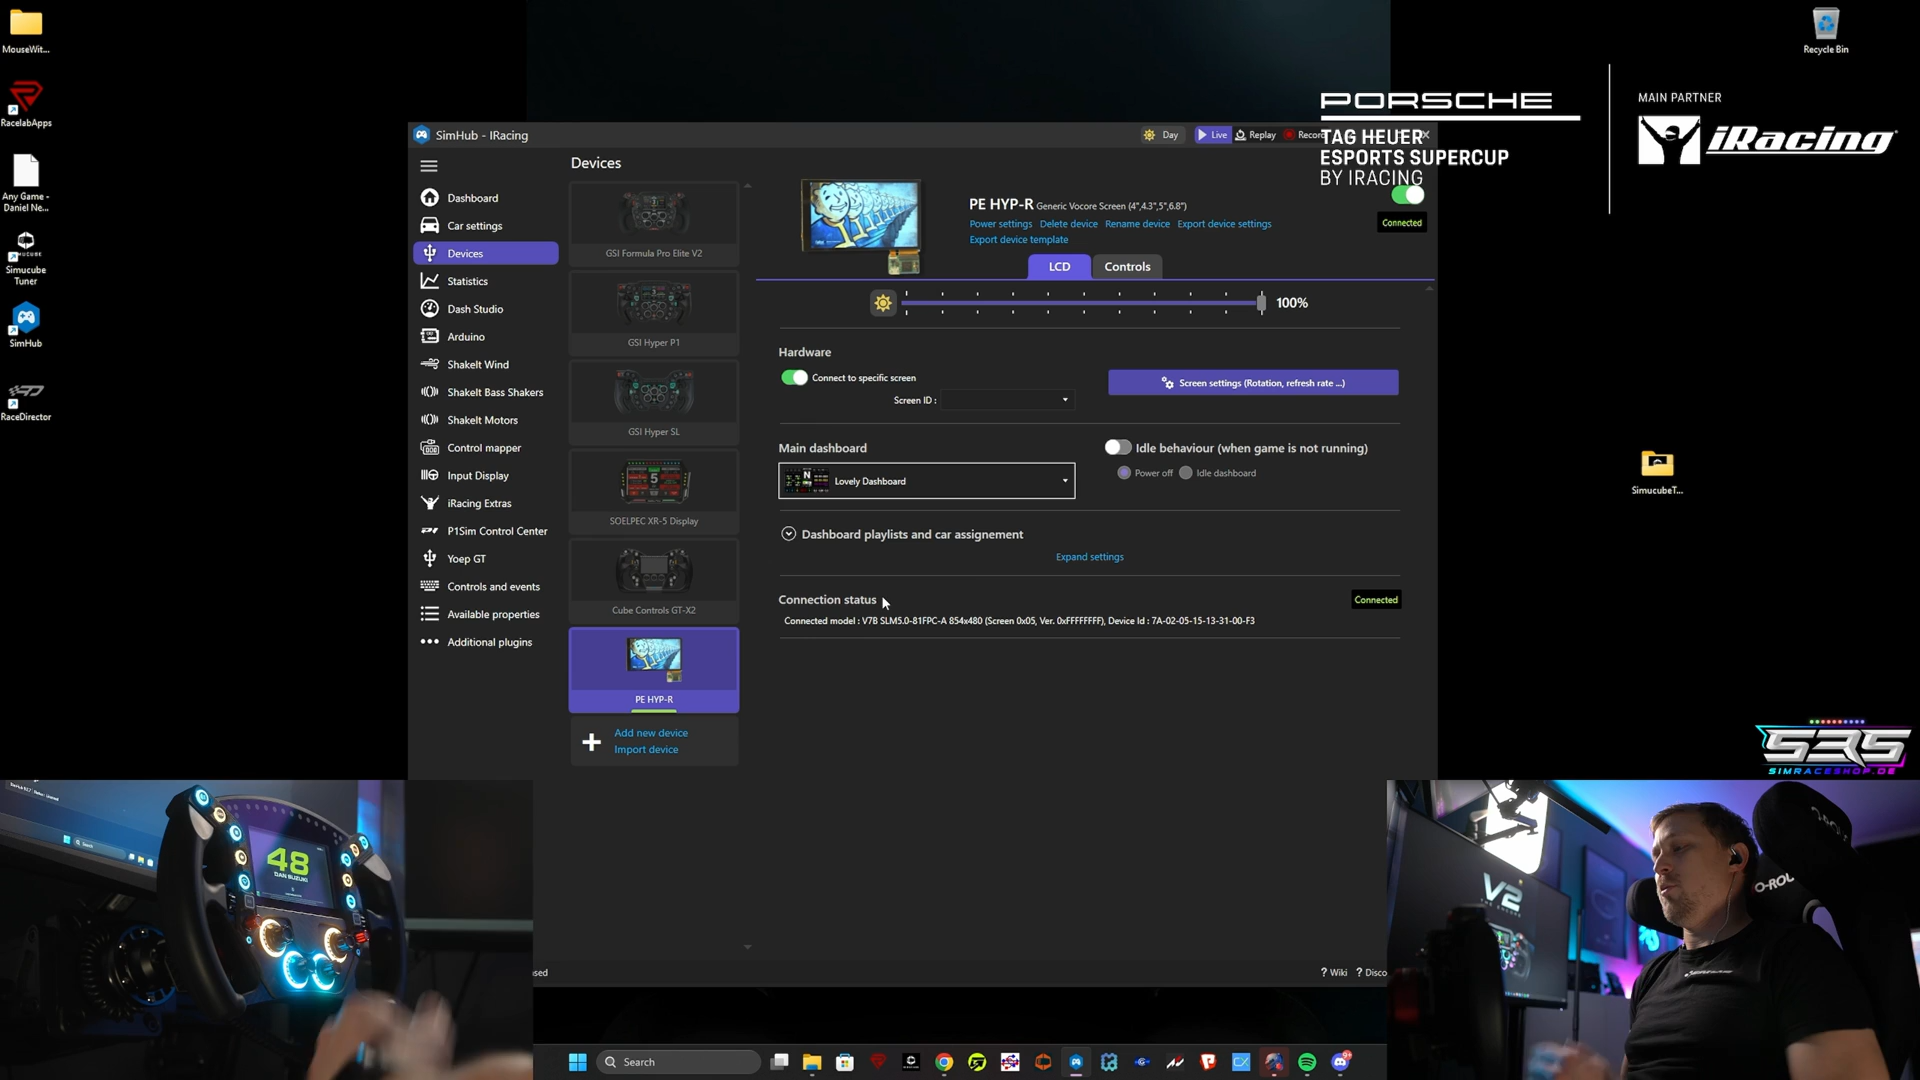 MouseWit...
RacelabApps
Any Game -
Daniel Ne...
Simucube
Tuner
SimHub
RaceDirector
Recycle Bin
SimucubeT...
PORSCHE
TAG HEUER
ESPORTS SUPERCUP
BY IRACING
MAIN PARTNER
iRacing
SimHub - IRacing
Day
Live
Replay
Record
Dashboard
Car settings
Devices
Statistics
Dash Studio
Arduino
ShakeIt Wind
ShakeIt Bass Shakers
ShakeIt Motors
Control mapper
Input Display
iRacing Extras
P1Sim Control Center
Yoep GT
Controls and events
Available properties
Additional plugins
Devices
GSI Formula Pro Elite V2
GSI Hyper P1
GSI Hyper SL
SOELPEC XR-5 Display
Cube Controls GT-X2
PE HYP-R
Add new device
Import device
PE HYP-R Generic Vocore Screen (4",4.3",5",6.8")
Power settings Delete device Rename device Export device settings
Export device template
Connected
LCD
Controls
100%
Hardware
Connect to specific screen
Screen ID :
Screen settings (Rotation, refresh rate ...)
Main dashboard
Lovely Dashboard
Idle behaviour (when game is not running)
Power off
Idle dashboard
Dashboard playlists and car assignement
Expand settings
Connection status
Connected
Connected model : V7B SLM5.0-81FPC-A 854x480 (Screen 0x05, Ver. 0xFFFFFFFF), Device Id : 7A-02-05-15-13-31-00-F3
? Wiki
? Disco
SRS
SIMRACESHOP.DE
48
DAN SUZUKI
V2
Search